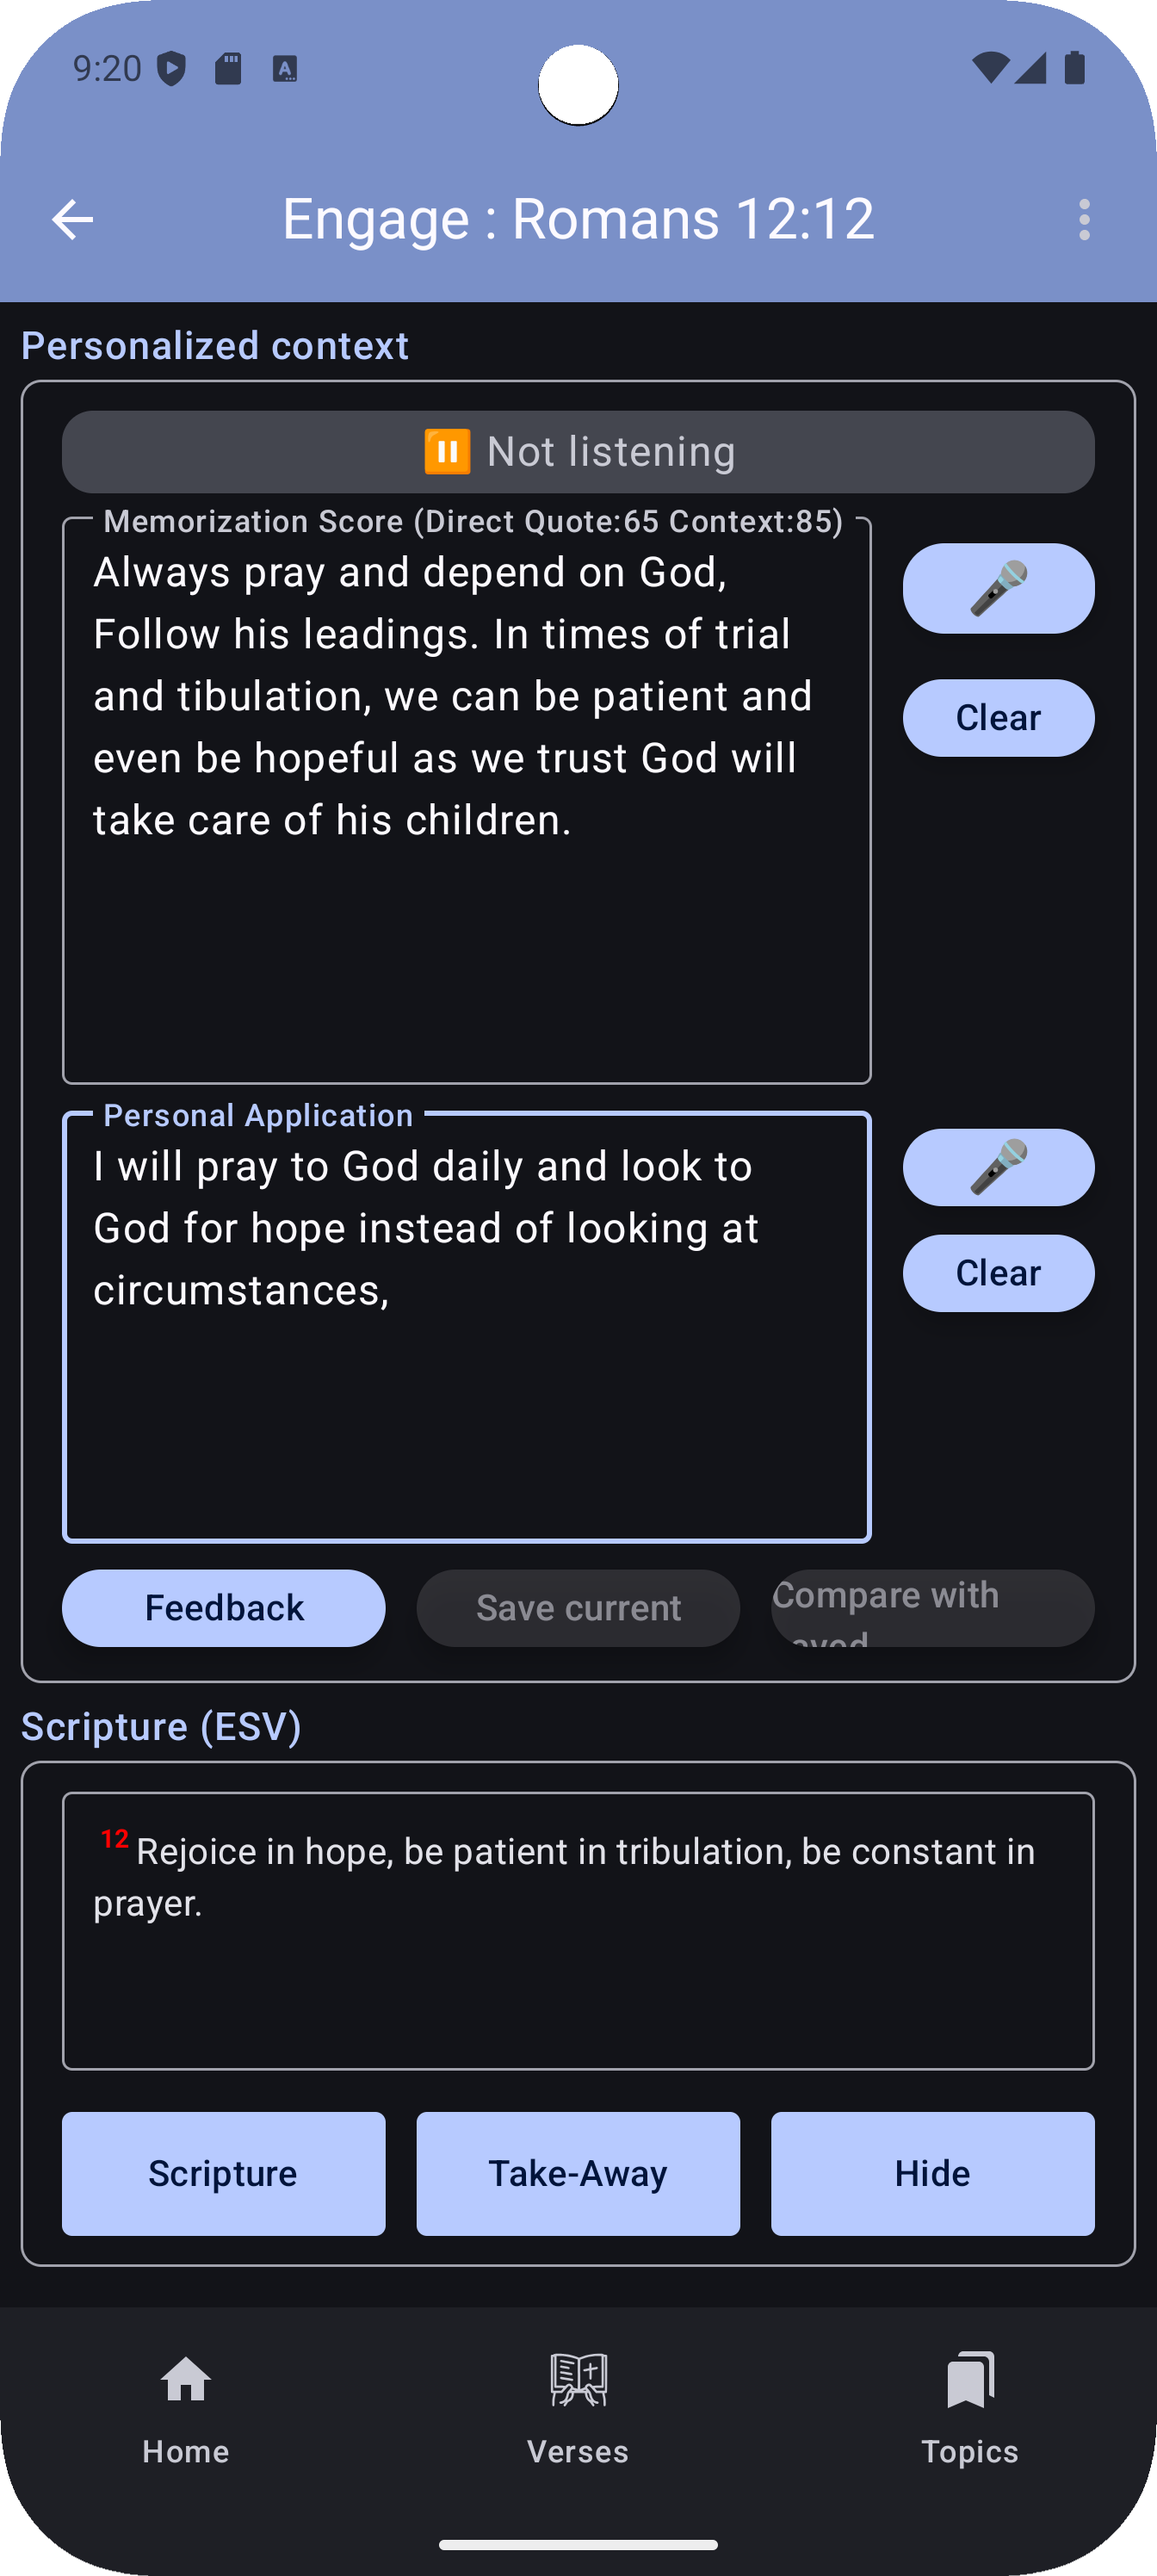 9:20
Engage : Romans 12:12
Personalized context
Not listening
Memorization Score (Direct Quote:65 Context:85)
Always pray and depend on God,
Follow his leadings. In times of trial
and tibulation, we can be patient and
even be hopeful as we trust God will
take care of his children.
Clear
Personal Application
I will pray to God daily and look to
God for hope instead of looking at
circumstances,
Clear
Feedback
Save current
Compare with
Scripture (ESV)
12 Rejoice in hope, be patient in tribulation, be constant in
prayer.
Scripture
Take-Away
Hide
Home
Verses
Topics